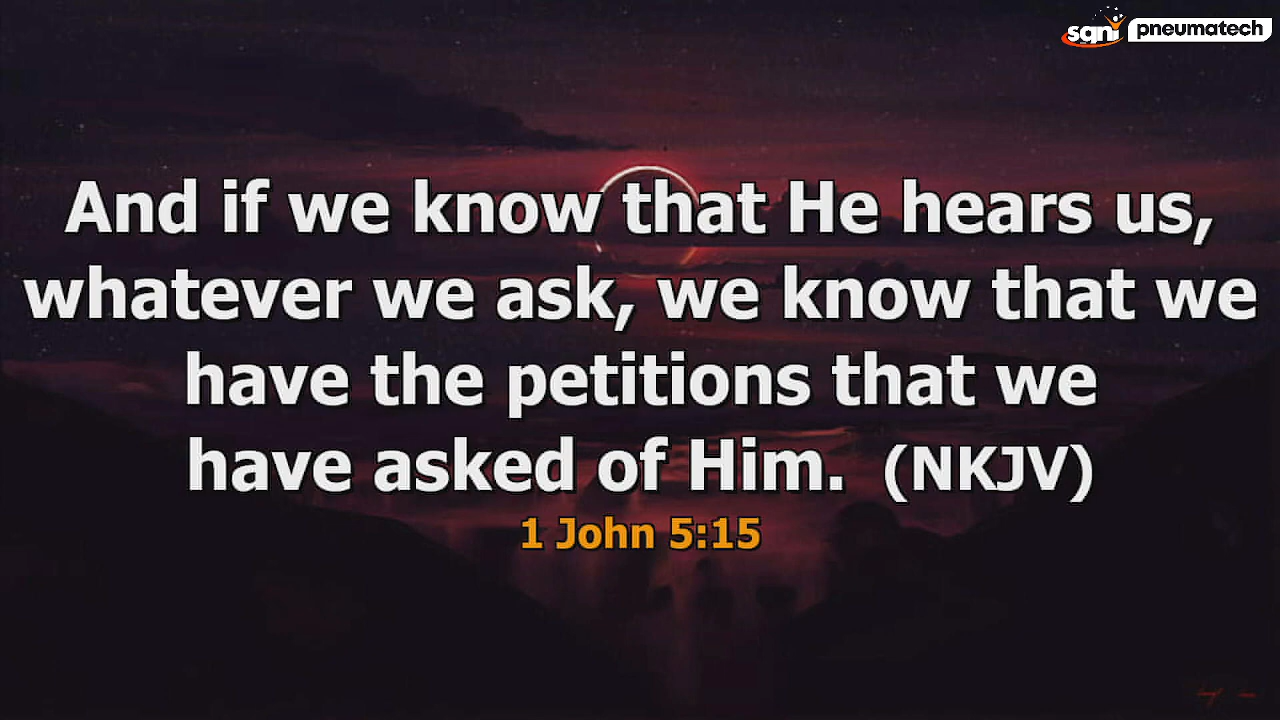 sqni pneumatech
And if we know that He hears us,
whatever we ask, we know that we
have the petitions that we
have asked of Him. (NKJV)
1 John 5:15